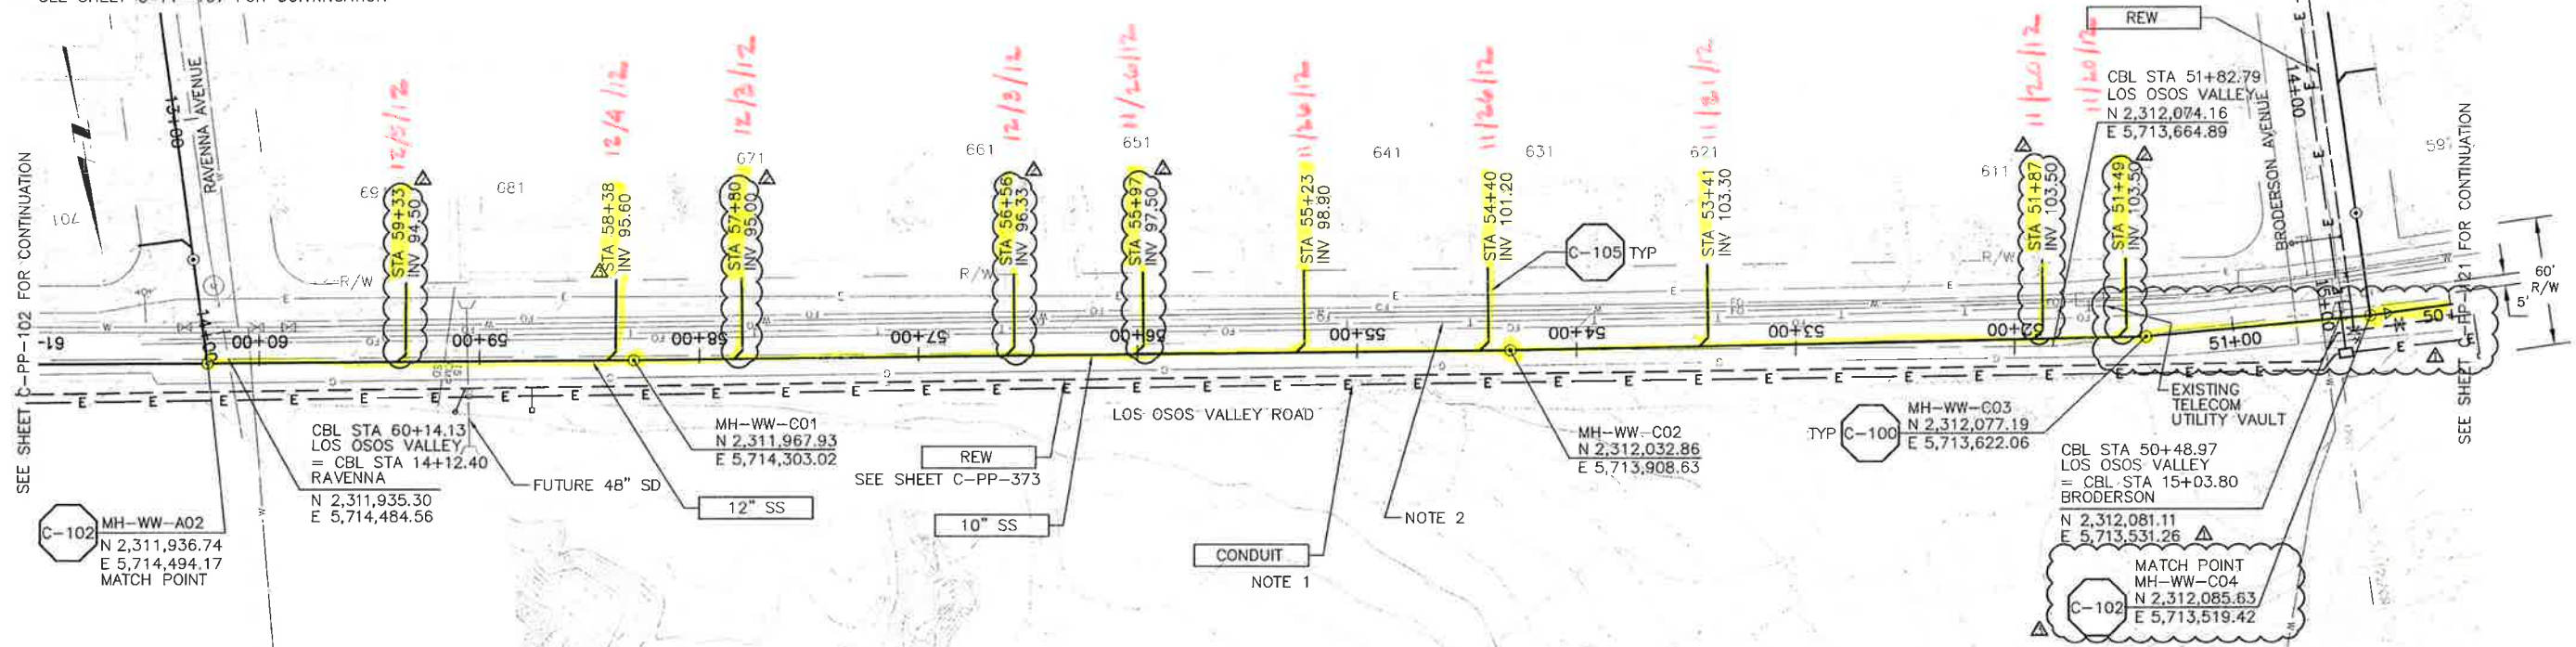 SEE SHEET C-PP-102 FOR CONTINUATION
13+00
RAVENNA AVENUE
701
12/5/12
12/4/12
12/3/12
12/3/12
11/26/12
11/26/12
11/26/12
11/21/12
11/20/12
11/20/12
REW
681
671
661
651
641
631
621
611
STA 59+33
INV 94.50
STA 58+38
INV 95.60
STA 57+80
INV 95.00
STA 56+56
INV 96.33
STA 55+97
INV 97.50
STA 55+23
INV 98.90
STA 54+40
INV 101.20
STA 53+41
INV 103.30
STA 51+87
INV 103.50
STA 51+49
INV 103.50
C-105 TYP
CBL STA 51+82.79
LOS OSOS VALLEY
N 2,312,074.16
E 5,713,664.89
BRODERSON AVENUE
14+00
SEE SHEET C-PP-121 FOR CONTINUATION
60'
R/W
5'
R/W
R/W
R/W
60+00
59+00
58+00
57+00
56+00
55+00
54+00
53+00
52+00
51+00
15+00
LOS OSOS VALLEY ROAD
MH-WW-A02
N 2,311,936.74
E 5,714,494.17
MATCH POINT
C-102
CBL STA 60+14.13
LOS OSOS VALLEY
= CBL STA 14+12.40
RAVENNA
N 2,311,935.30
E 5,714,484.56
FUTURE 48" SD
MH-WW-C01
N 2,311,967.93
E 5,714,303.02
12" SS
REW
SEE SHEET C-PP-373
10" SS
CONDUIT
NOTE 1
NOTE 2
MH-WW-C02
N 2,312,032.86
E 5,713,908.63
TYP C-100
MH-WW-C03
N 2,312,077.19
E 5,713,622.06
EXISTING
TELECOM
UTILITY VAULT
CBL STA 50+48.97
LOS OSOS VALLEY
= CBL STA 15+03.80
BRODERSON
N 2,312,081.11
E 5,713,531.26
MATCH POINT
MH-WW-C04
N 2,312,085.63
E 5,713,519.42
C-102